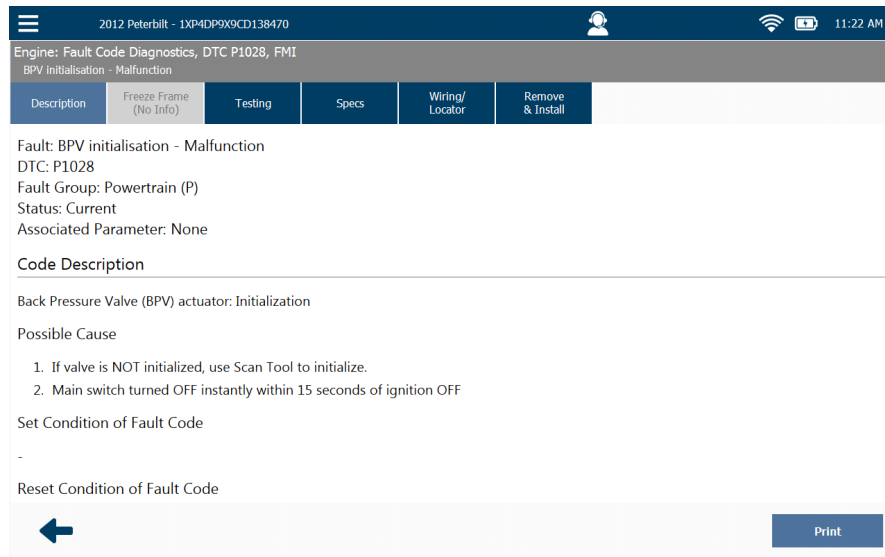 2012 Peterbilt - 1XP4DP9X9CD138470
11:22 AM
Engine: Fault Code Diagnostics, DTC P1028, FMI
BPV initialisation - Malfunction
Description
Freeze Frame
(No Info)
Testing
Specs
Wiring/
Locator
Remove
& Install
Fault: BPV initialisation - Malfunction
DTC: P1028
Fault Group: Powertrain (P)
Status: Current
Associated Parameter: None
Code Description
Back Pressure Valve (BPV) actuator: Initialization
Possible Cause
1. If valve is NOT initialized, use Scan Tool to initialize.
2. Main switch turned OFF instantly within 15 seconds of ignition OFF
Set Condition of Fault Code
-
Reset Condition of Fault Code
Print